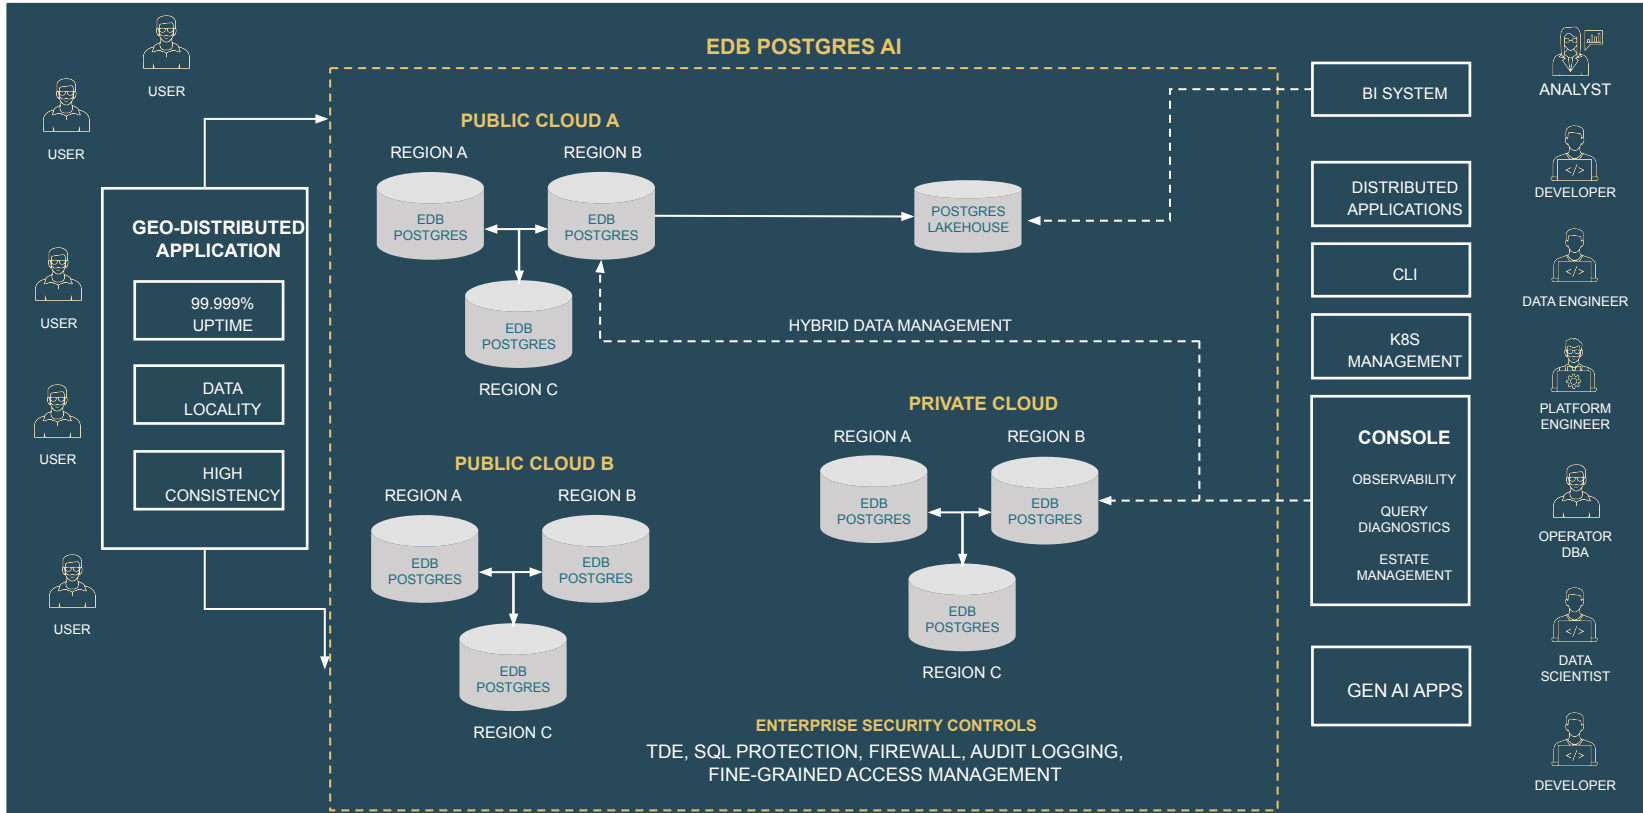 EDB POSTGRES AI
USER
USER
USER
USER
USER
GEO-DISTRIBUTED
APPLICATION
99.999%
UPTIME
DATA
LOCALITY
HIGH
CONSISTENCY
PUBLIC CLOUD A
REGION A
REGION B
EDB
POSTGRES
EDB
POSTGRES
EDB
POSTGRES
REGION C
POSTGRES
LAKEHOUSE
HYBRID DATA MANAGEMENT
PUBLIC CLOUD B
REGION A
REGION B
EDB
POSTGRES
EDB
POSTGRES
EDB
POSTGRES
REGION C
PRIVATE CLOUD
REGION A
REGION B
EDB
POSTGRES
EDB
POSTGRES
EDB
POSTGRES
REGION C
ENTERPRISE SECURITY CONTROLS
TDE, SQL PROTECTION, FIREWALL, AUDIT LOGGING,
FINE-GRAINED ACCESS MANAGEMENT
BI SYSTEM
DISTRIBUTED
APPLICATIONS
CLI
K8S
MANAGEMENT
CONSOLE
OBSERVABILITY
QUERY
DIAGNOSTICS
ESTATE
MANAGEMENT
GEN AI APPS
ANALYST
</>
DEVELOPER
</>
DATA ENGINEER
PLATFORM
ENGINEER
OPERATOR
DBA
</>
DATA
SCIENTIST
</>
DEVELOPER